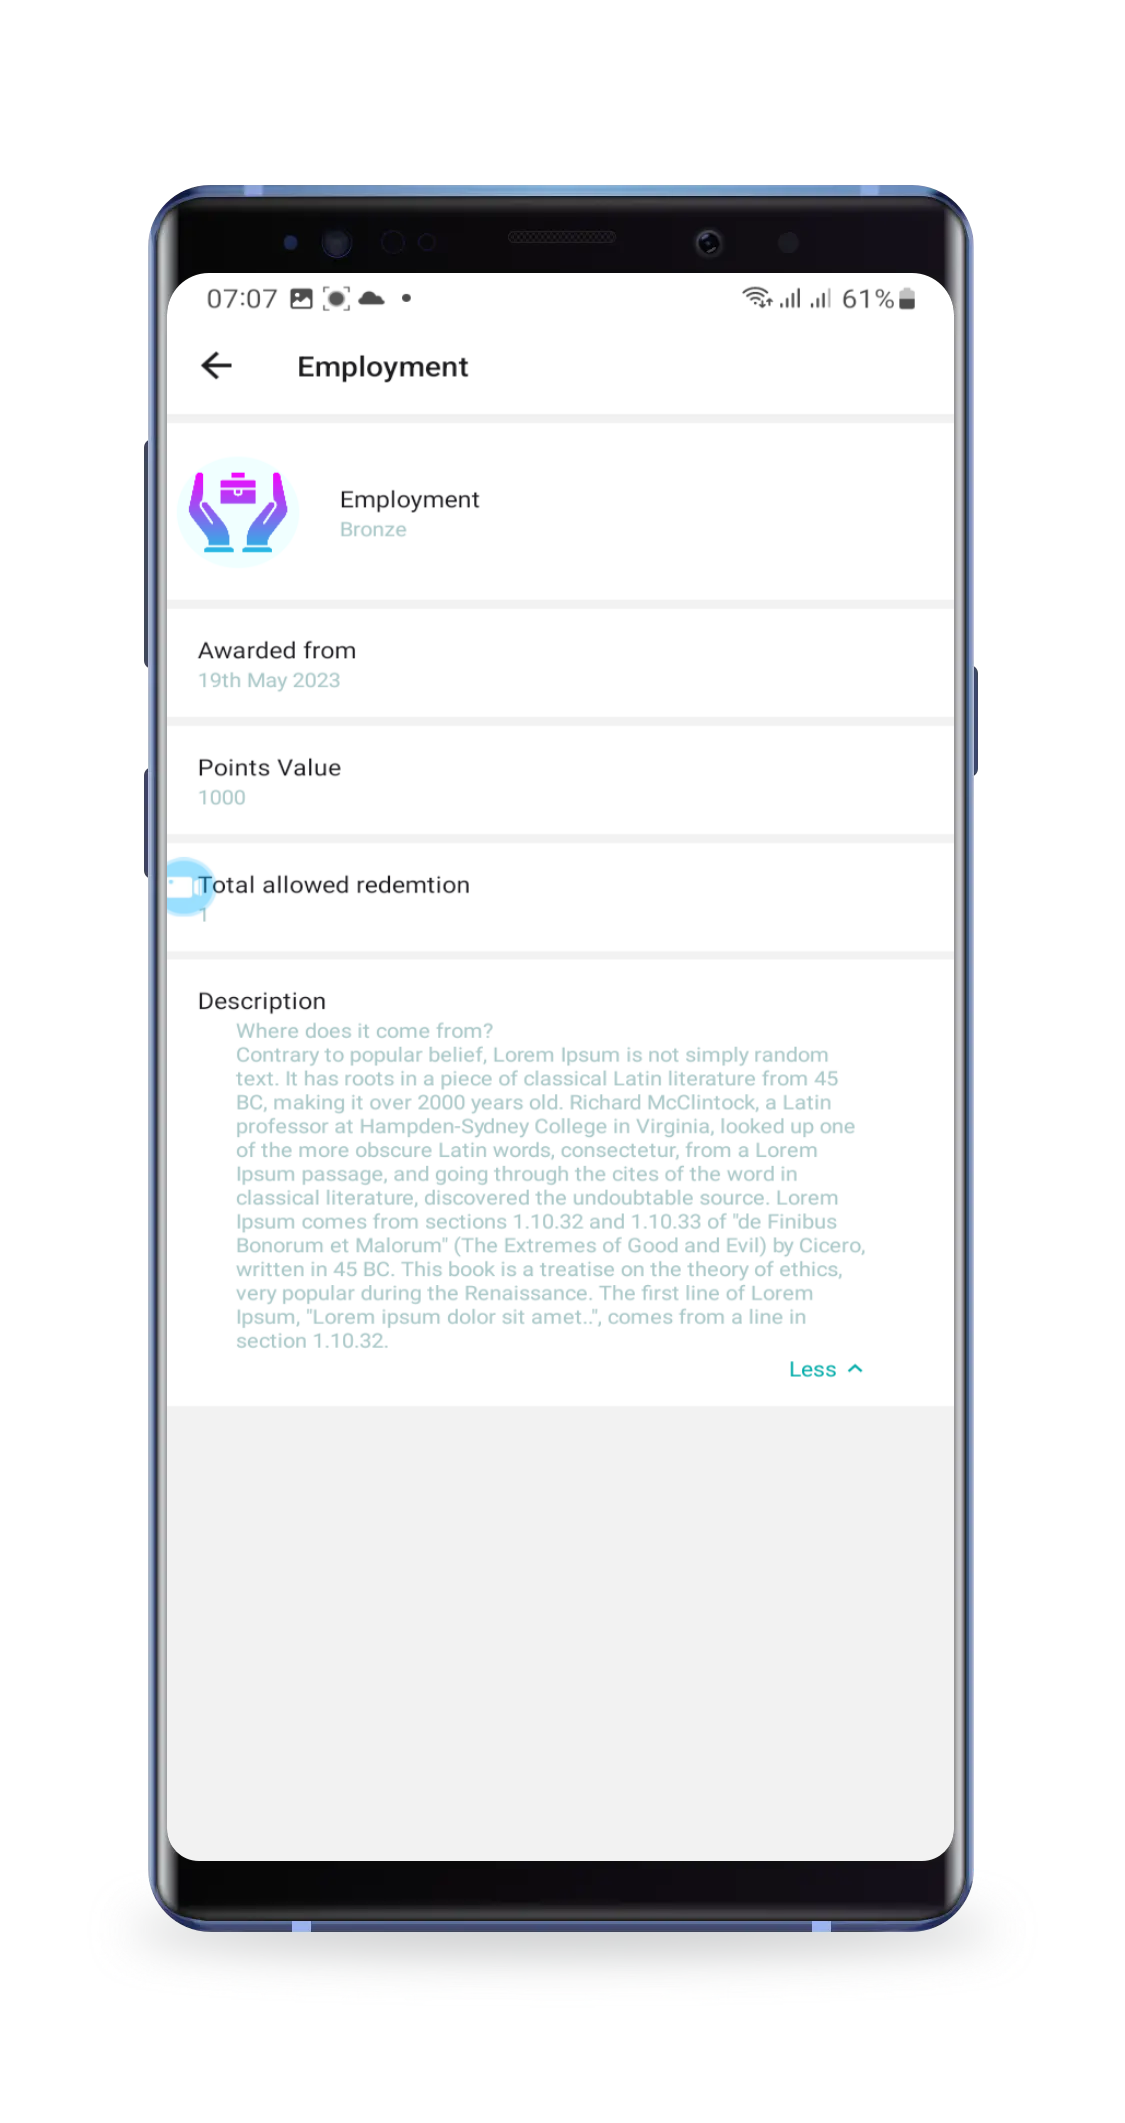 07:07 61%
Employment
Employment
Bronze
Awarded from
19th May 2023
Points Value
1000
Total allowed redemtion
1
Description
Where does it come from?
Contrary to popular belief, Lorem Ipsum is not simply random
text. It has roots in a piece of classical Latin literature from 45
BC, making it over 2000 years old. Richard McClintock, a Latin
professor at Hampden-Sydney College in Virginia, looked up one
of the more obscure Latin words, consectetur, from a Lorem
Ipsum passage, and going through the cites of the word in
classical literature, discovered the undoubtable source. Lorem
Ipsum comes from sections 1.10.32 and 1.10.33 of "de Finibus
Bonorum et Malorum" (The Extremes of Good and Evil) by Cicero,
written in 45 BC. This book is a treatise on the theory of ethics,
very popular during the Renaissance. The first line of Lorem
Ipsum, "Lorem ipsum dolor sit amet..", comes from a line in
section 1.10.32.
Less